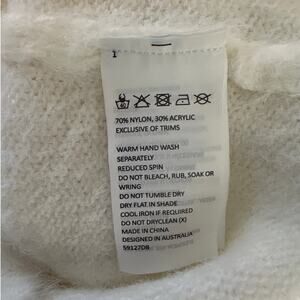 1
40
70% NYLON, 30% ACRYLIC
EXCLUSIVE OF TRIMS
WARM HAND WASH
SEPARATELY
REDUCED SPIN
DO NOT BLEACH, RUB, SOAK OR
WRING
DO NOT TUMBLE DRY
DRY FLAT IN SHADE
COOL IRON IF REQUIRED
DO NOT DRYCLEAN (X)
MADE IN CHINA
DESIGNED IN AUSTRALIA
59127DB